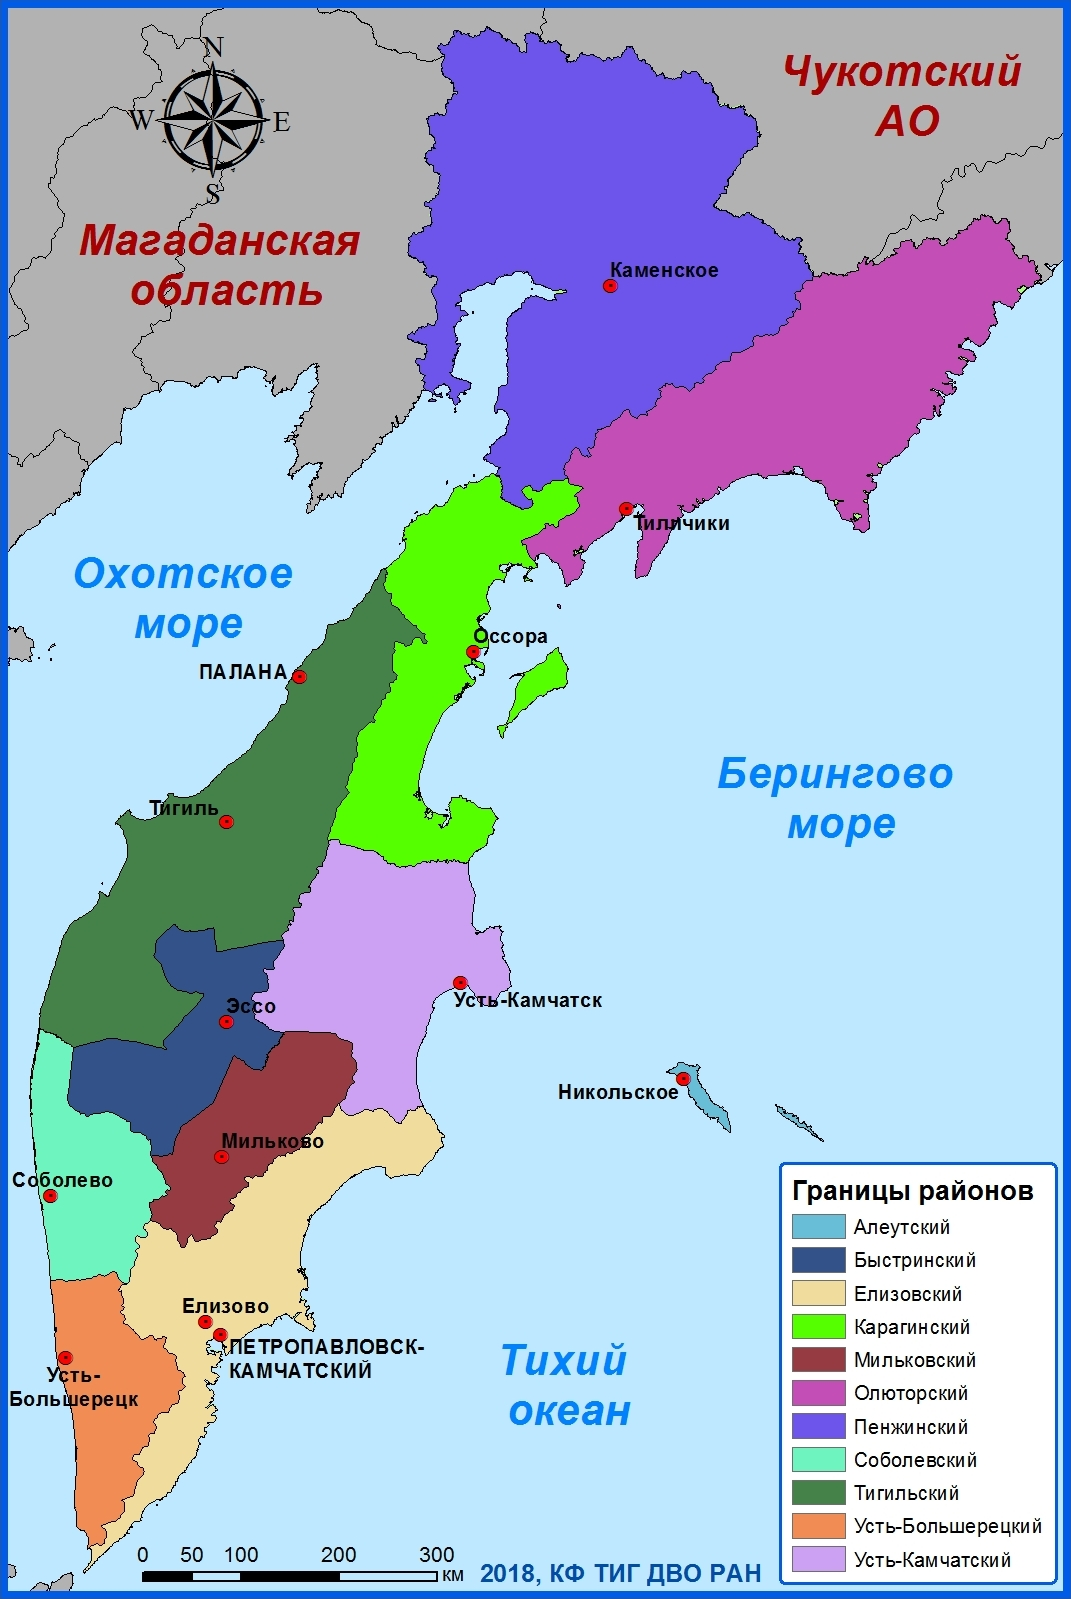 N
W
E
S
Чукотский
АО
Магаданская
область
Каменское
Тиличики
Охотское
море
Оссора
ПАЛАНА
Берингово
море
Тигиль
Усть-Камчатск
Эссо
Никольское
Мильково
Соболево
Елизово
ПЕТРОПАВЛОВСК-
КАМЧАТСКИЙ
Усть-
Большерецк
Тихий
океан
Границы районов
Алеутский
Быстринский
Елизовский
Карагинский
Мильковский
Олюторский
Пенжинский
Соболевский
Тигильский
Усть-Большерецкий
Усть-Камчатский
0 50 100 200 300
км
2018, КФ ТИГ ДВО РАН